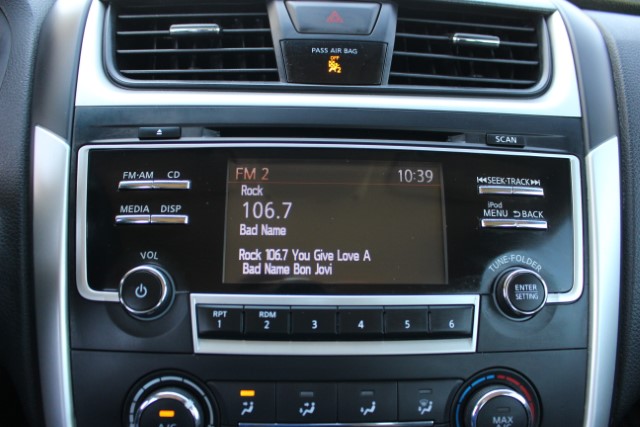 PASS AIR BAG
OFF
2
SCAN
FM·AM CD
MEDIA DISP
VOL
FM 2 10:39
Rock
106.7
Bad Name
Rock 106.7 You Give Love A
Bad Name Bon Jovi
SEEK·TRACK
iPod
MENU BACK
TUNE·FOLDER
ENTER
SETTING
RPT RDM
1 2 3 4 5 6
A/C
MAX